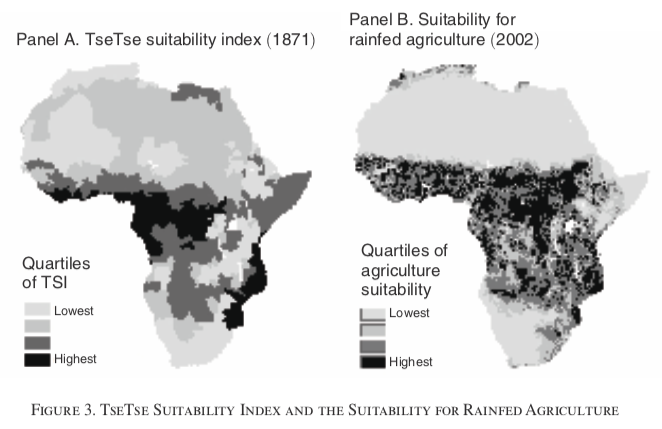 Panel A. TseTse suitability index (1871)
Panel B. Suitability for
rainfed agriculture (2002)
Quartiles
of TSI
Lowest
Highest
Quartiles of
agriculture
suitability
Lowest
Highest
Figure 3. TseTse Suitability Index and the Suitability for Rainfed Agriculture